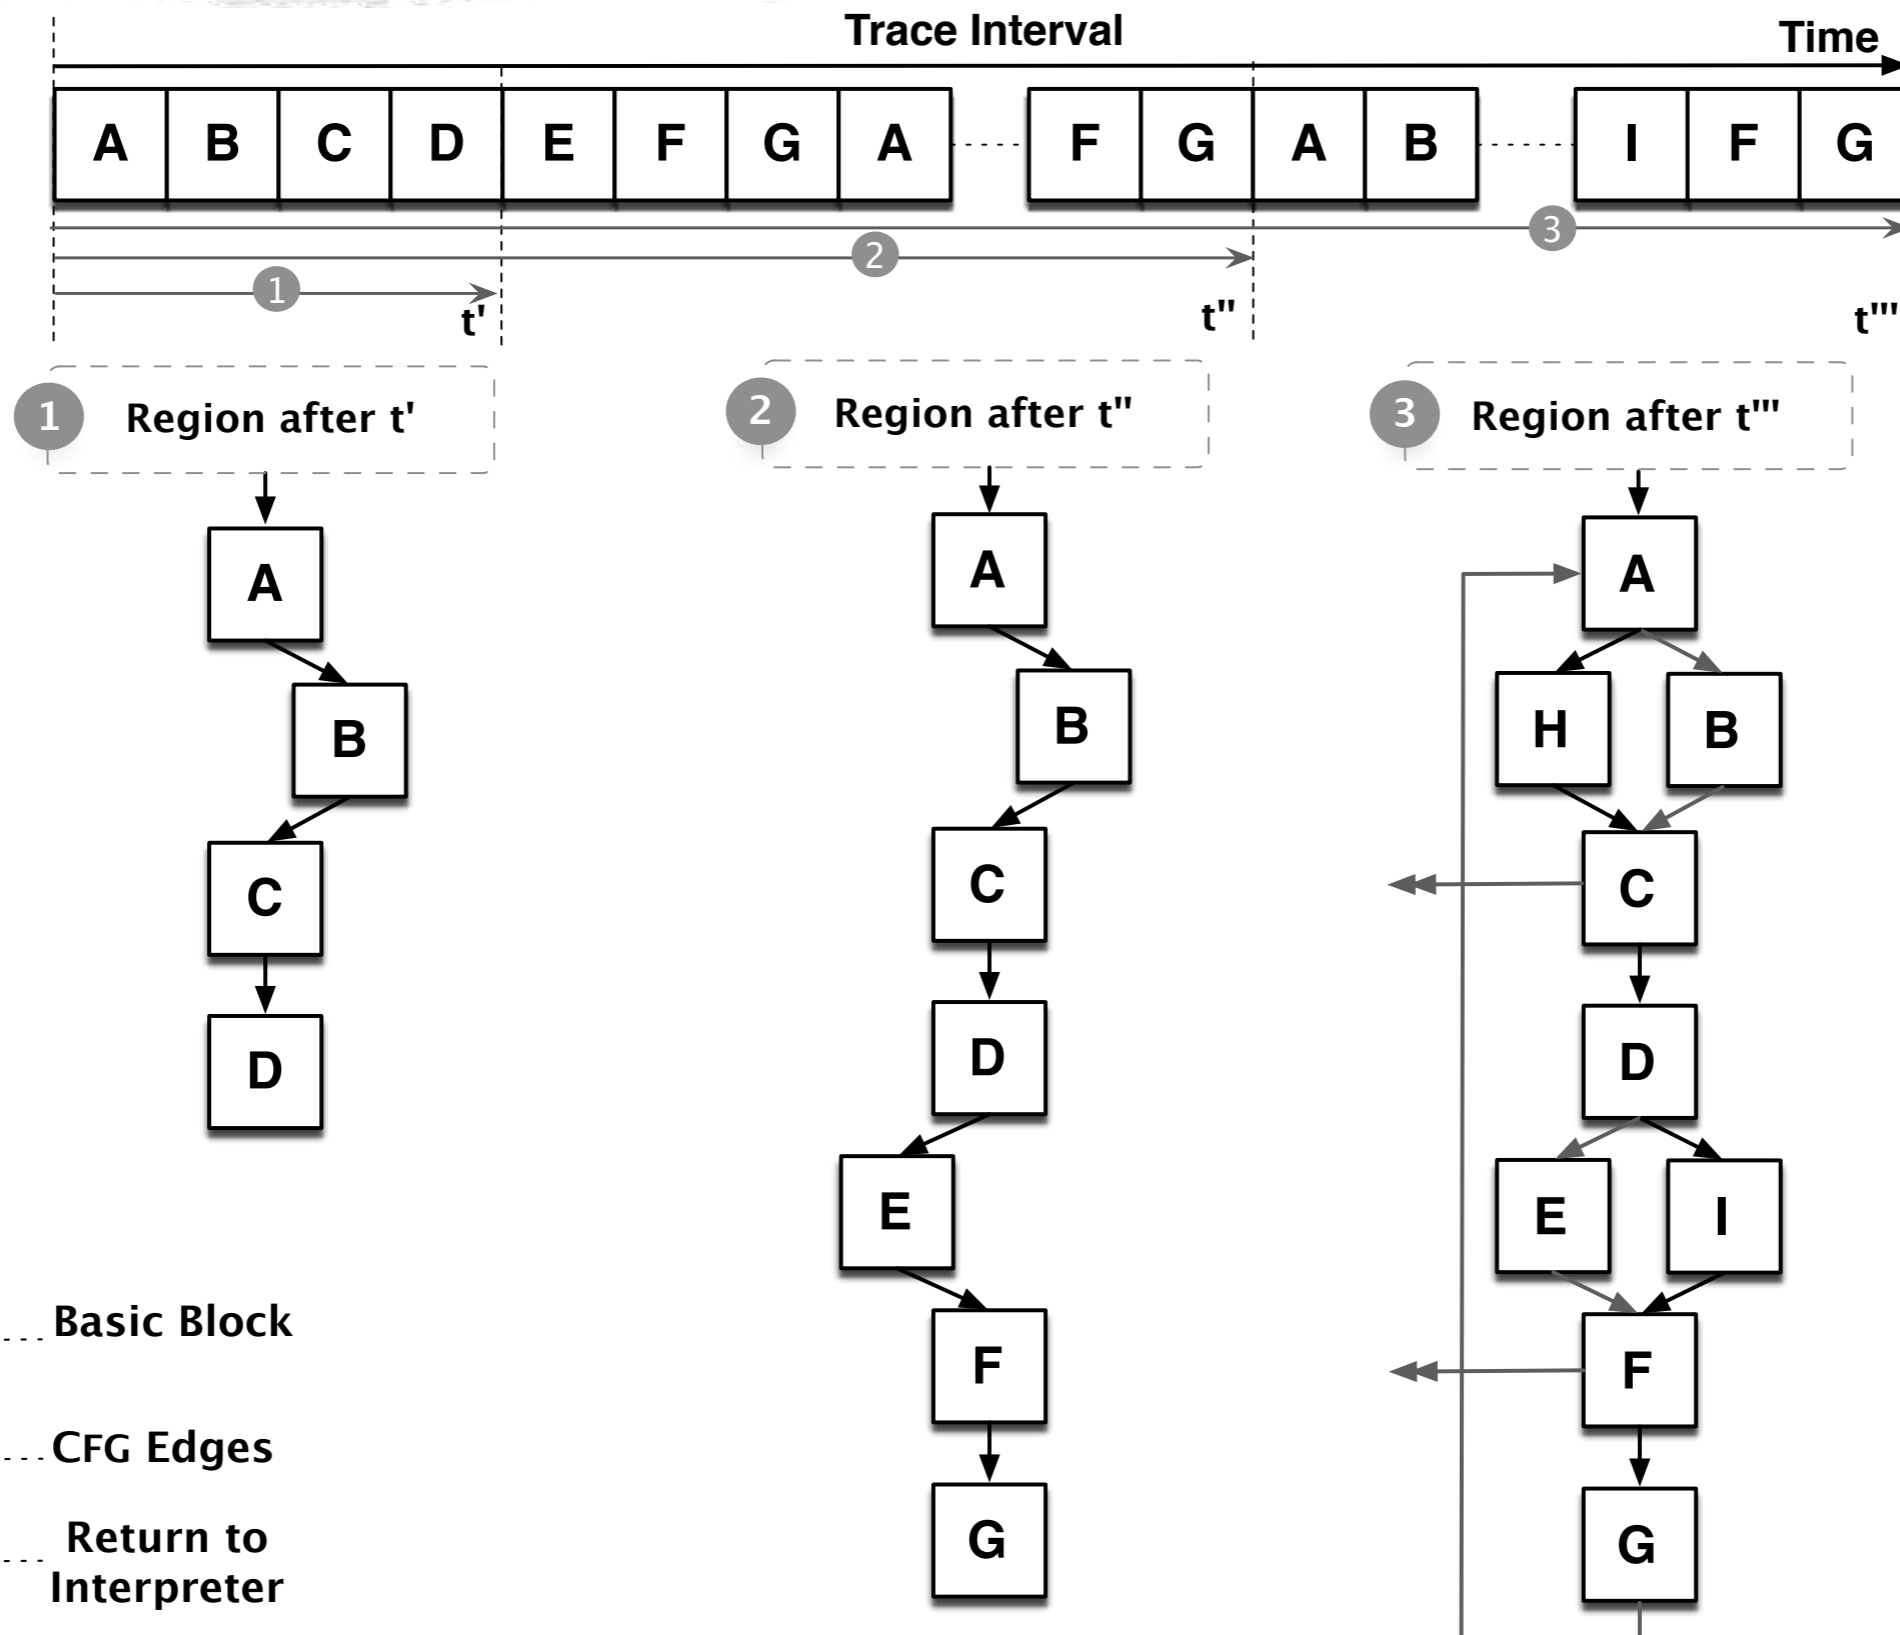 Trace Interval
Time
A B C D E F G A F G A B I F G
3
2
1
t' t'' t'''
1 Region after t'
2 Region after t''
3 Region after t'''
A
B
C
D
A
B
C
D
E
F
G
A
H B
C
D
E I
F
G
Basic Block
CFG Edges
Return to
Interpreter